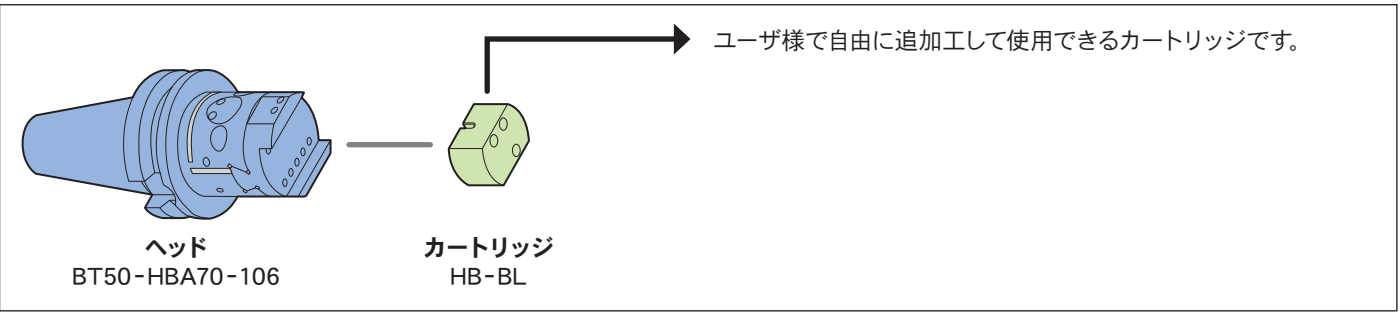 ユーザ様で自由に追加工して使用できるカートリッジです。
ヘッド
BT50-HBA70-106
カートリッジ
HB-BL